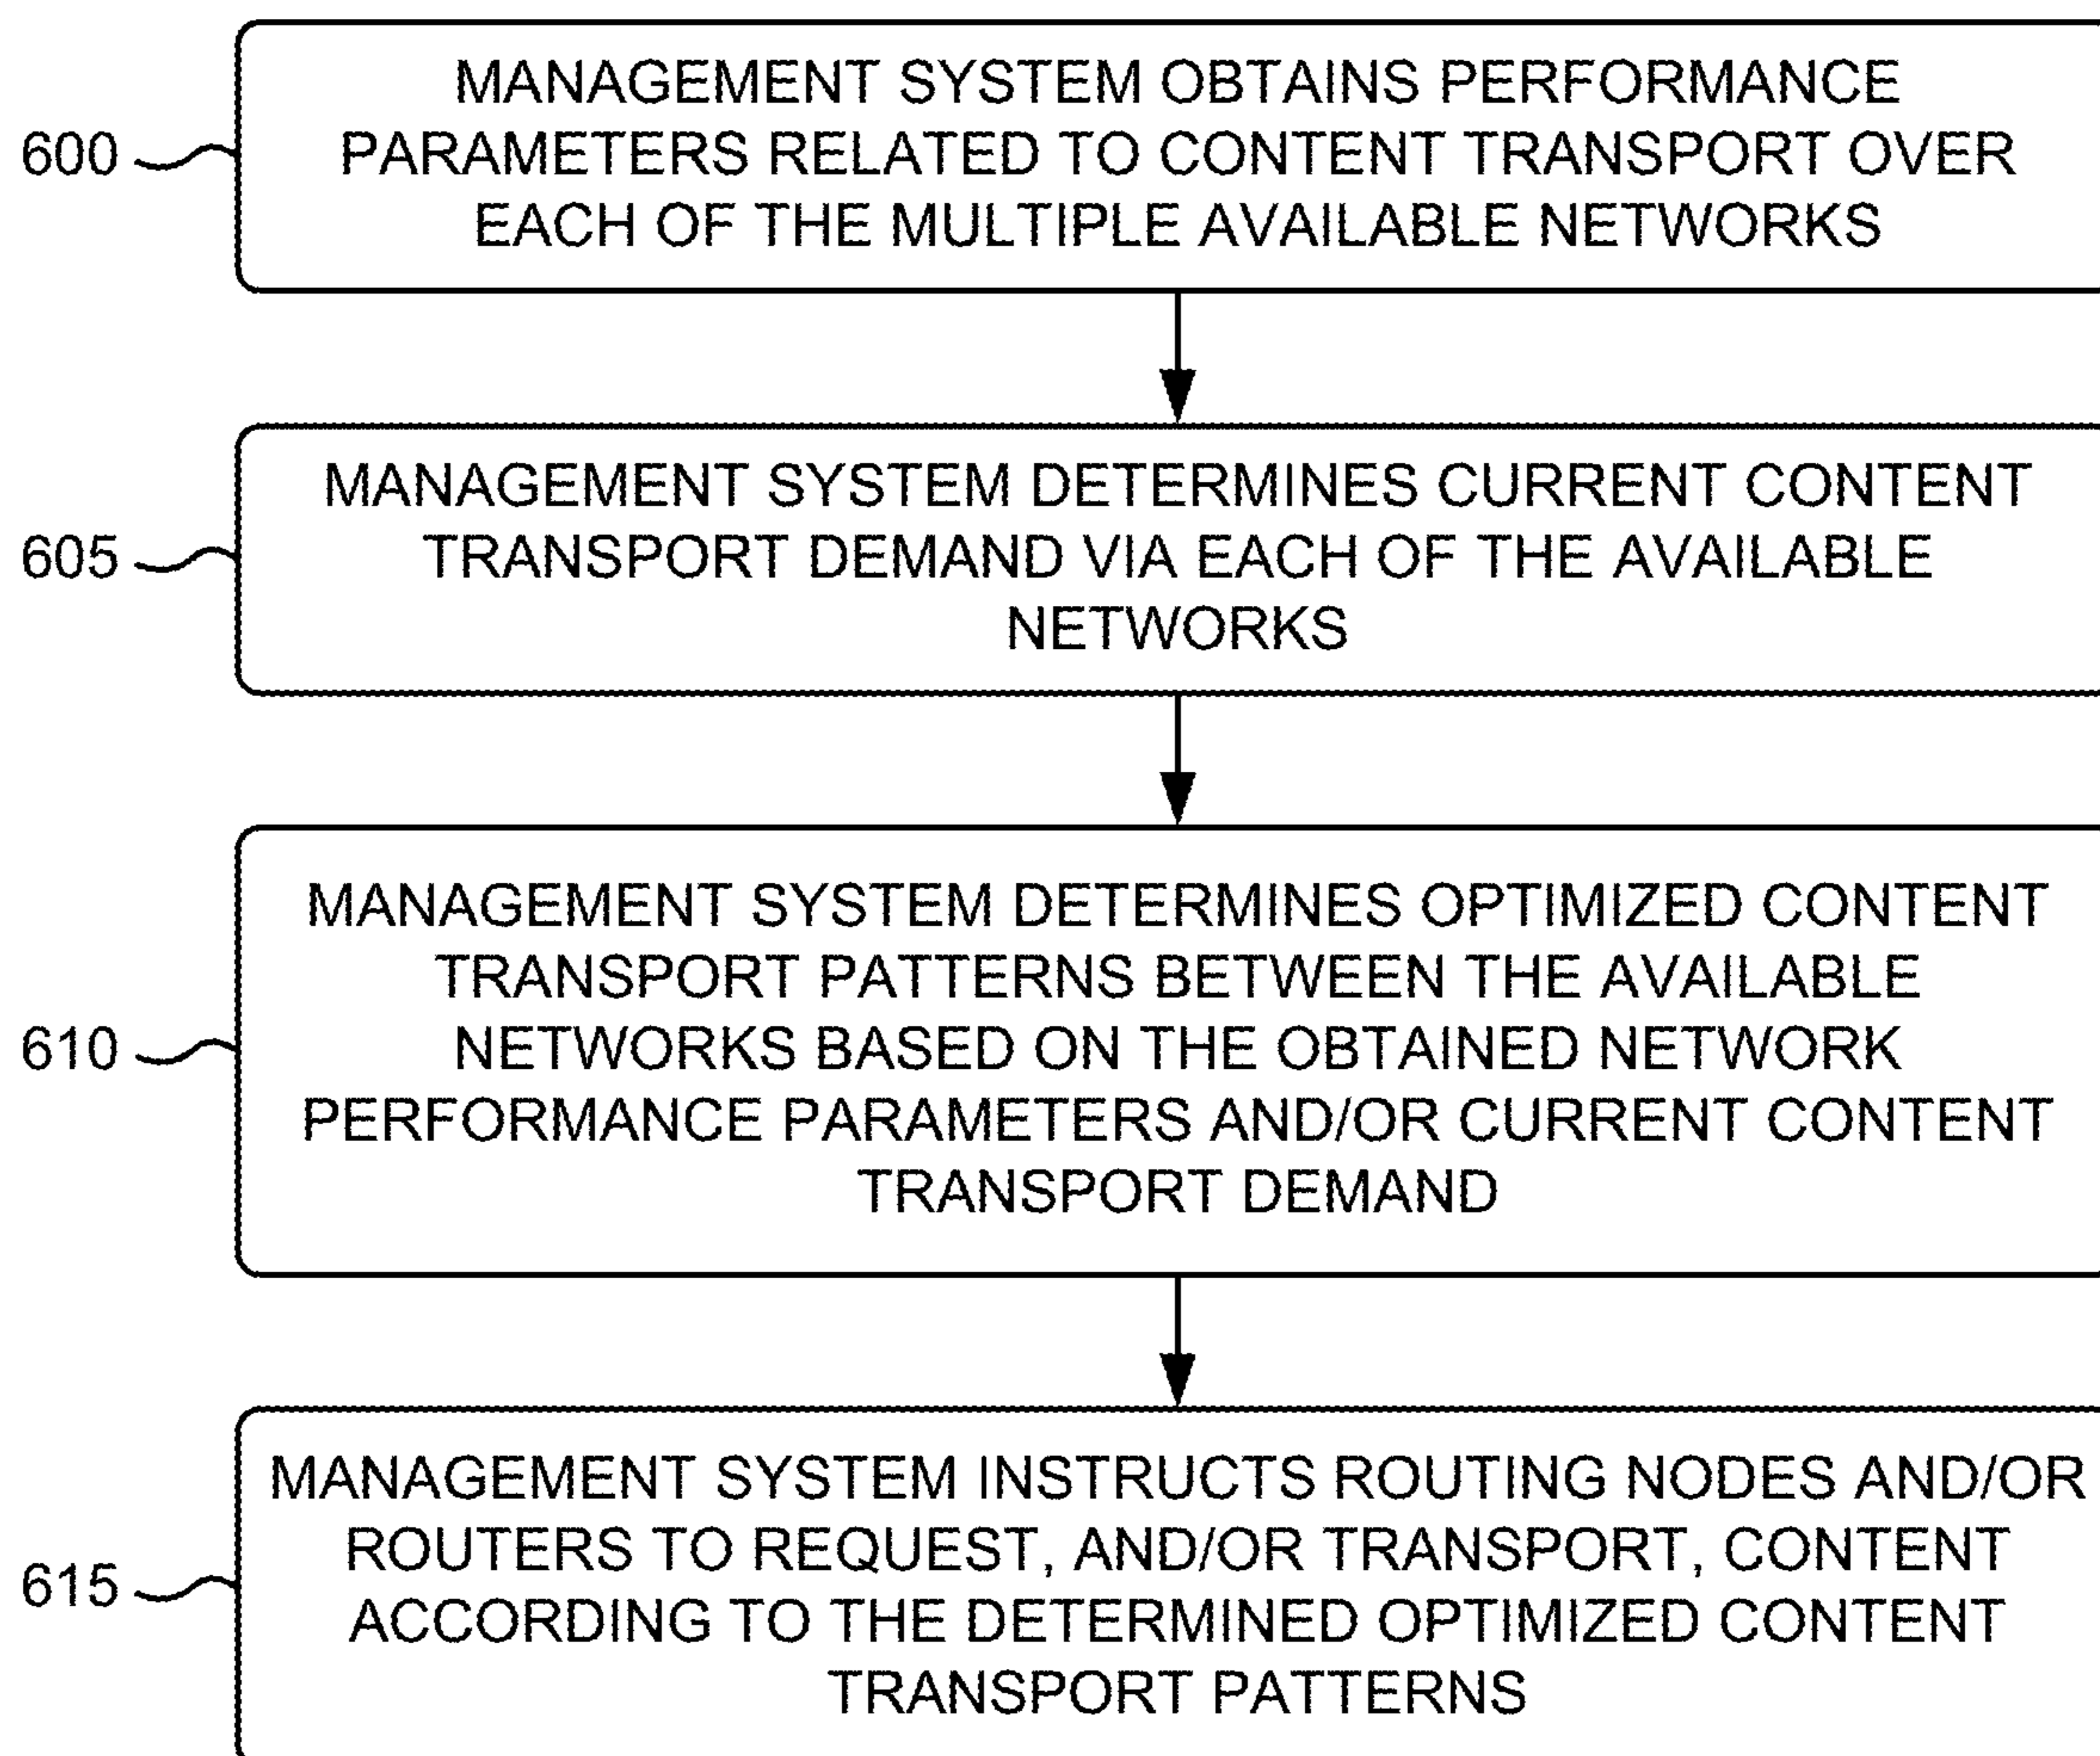 600
MANAGEMENT SYSTEM OBTAINS PERFORMANCE
PARAMETERS RELATED TO CONTENT TRANSPORT OVER
EACH OF THE MULTIPLE AVAILABLE NETWORKS
605
MANAGEMENT SYSTEM DETERMINES CURRENT CONTENT
TRANSPORT DEMAND VIA EACH OF THE AVAILABLE
NETWORKS
610
MANAGEMENT SYSTEM DETERMINES OPTIMIZED CONTENT
TRANSPORT PATTERNS BETWEEN THE AVAILABLE
NETWORKS BASED ON THE OBTAINED NETWORK
PERFORMANCE PARAMETERS AND/OR CURRENT CONTENT
TRANSPORT DEMAND
615
MANAGEMENT SYSTEM INSTRUCTS ROUTING NODES AND/OR
ROUTERS TO REQUEST, AND/OR TRANSPORT, CONTENT
ACCORDING TO THE DETERMINED OPTIMIZED CONTENT
TRANSPORT PATTERNS